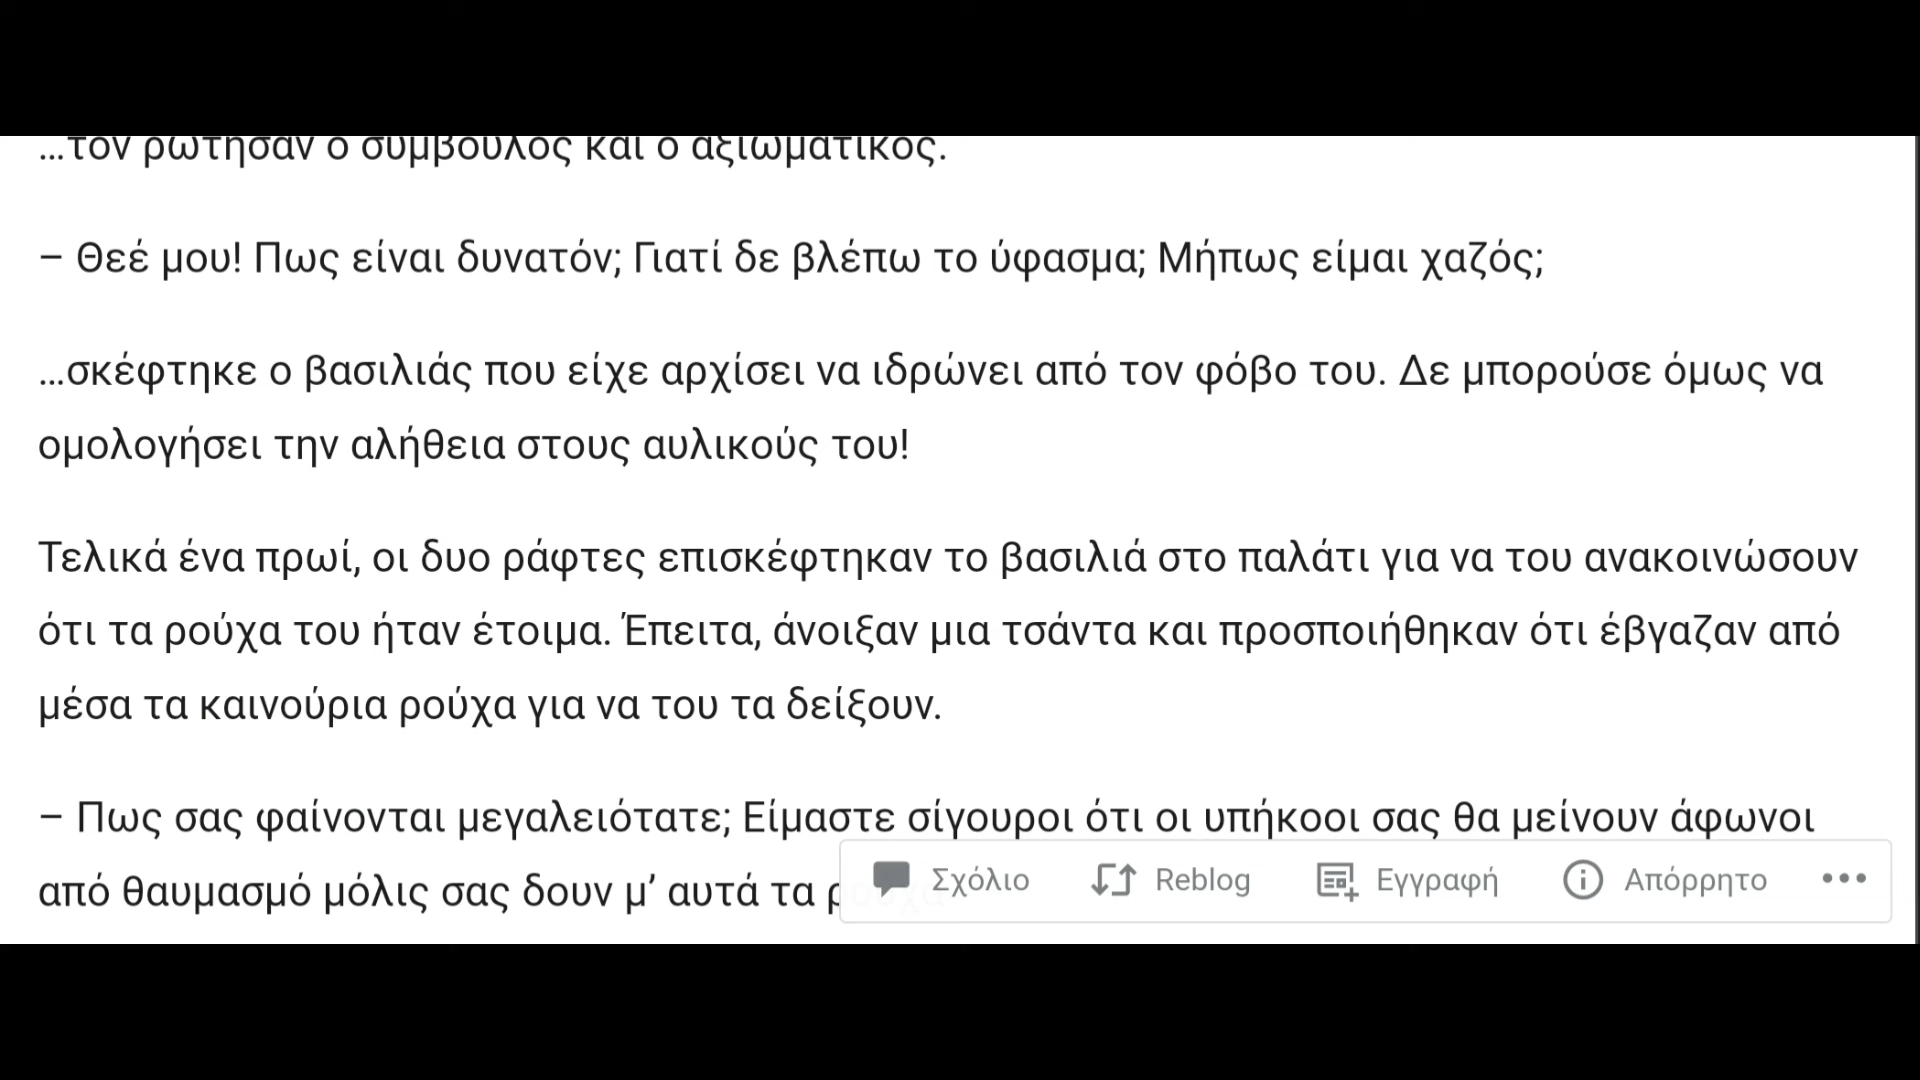 …τον ρώτησαν ο σύμβουλος και ο αξιωματικός.
– Θεέ μου! Πως είναι δυνατόν; Γιατί δε βλέπω το ύφασμα; Μήπως είμαι χαζός;
…σκέφτηκε ο βασιλιάς που είχε αρχίσει να ιδρώνει από τον φόβο του. Δε μπορούσε όμως να
ομολογήσει την αλήθεια στους αυλικούς του!
Τελικά ένα πρωί, οι δυο ράφτες επισκέφτηκαν το βασιλιά στο παλάτι για να του ανακοινώσουν
ότι τα ρούχα του ήταν έτοιμα. Έπειτα, άνοιξαν μια τσάντα και προσποιήθηκαν ότι έβγαζαν από
μέσα τα καινούρια ρούχα για να του τα δείξουν.
– Πως σας φαίνονται μεγαλειότατε; Είμαστε σίγουροι ότι οι υπήκοοι σας θα μείνουν άφωνοι
από θαυμασμό μόλις σας δουν μ’ αυτά τα
Σχόλιο Reblog Εγγραφή Απόρρητο